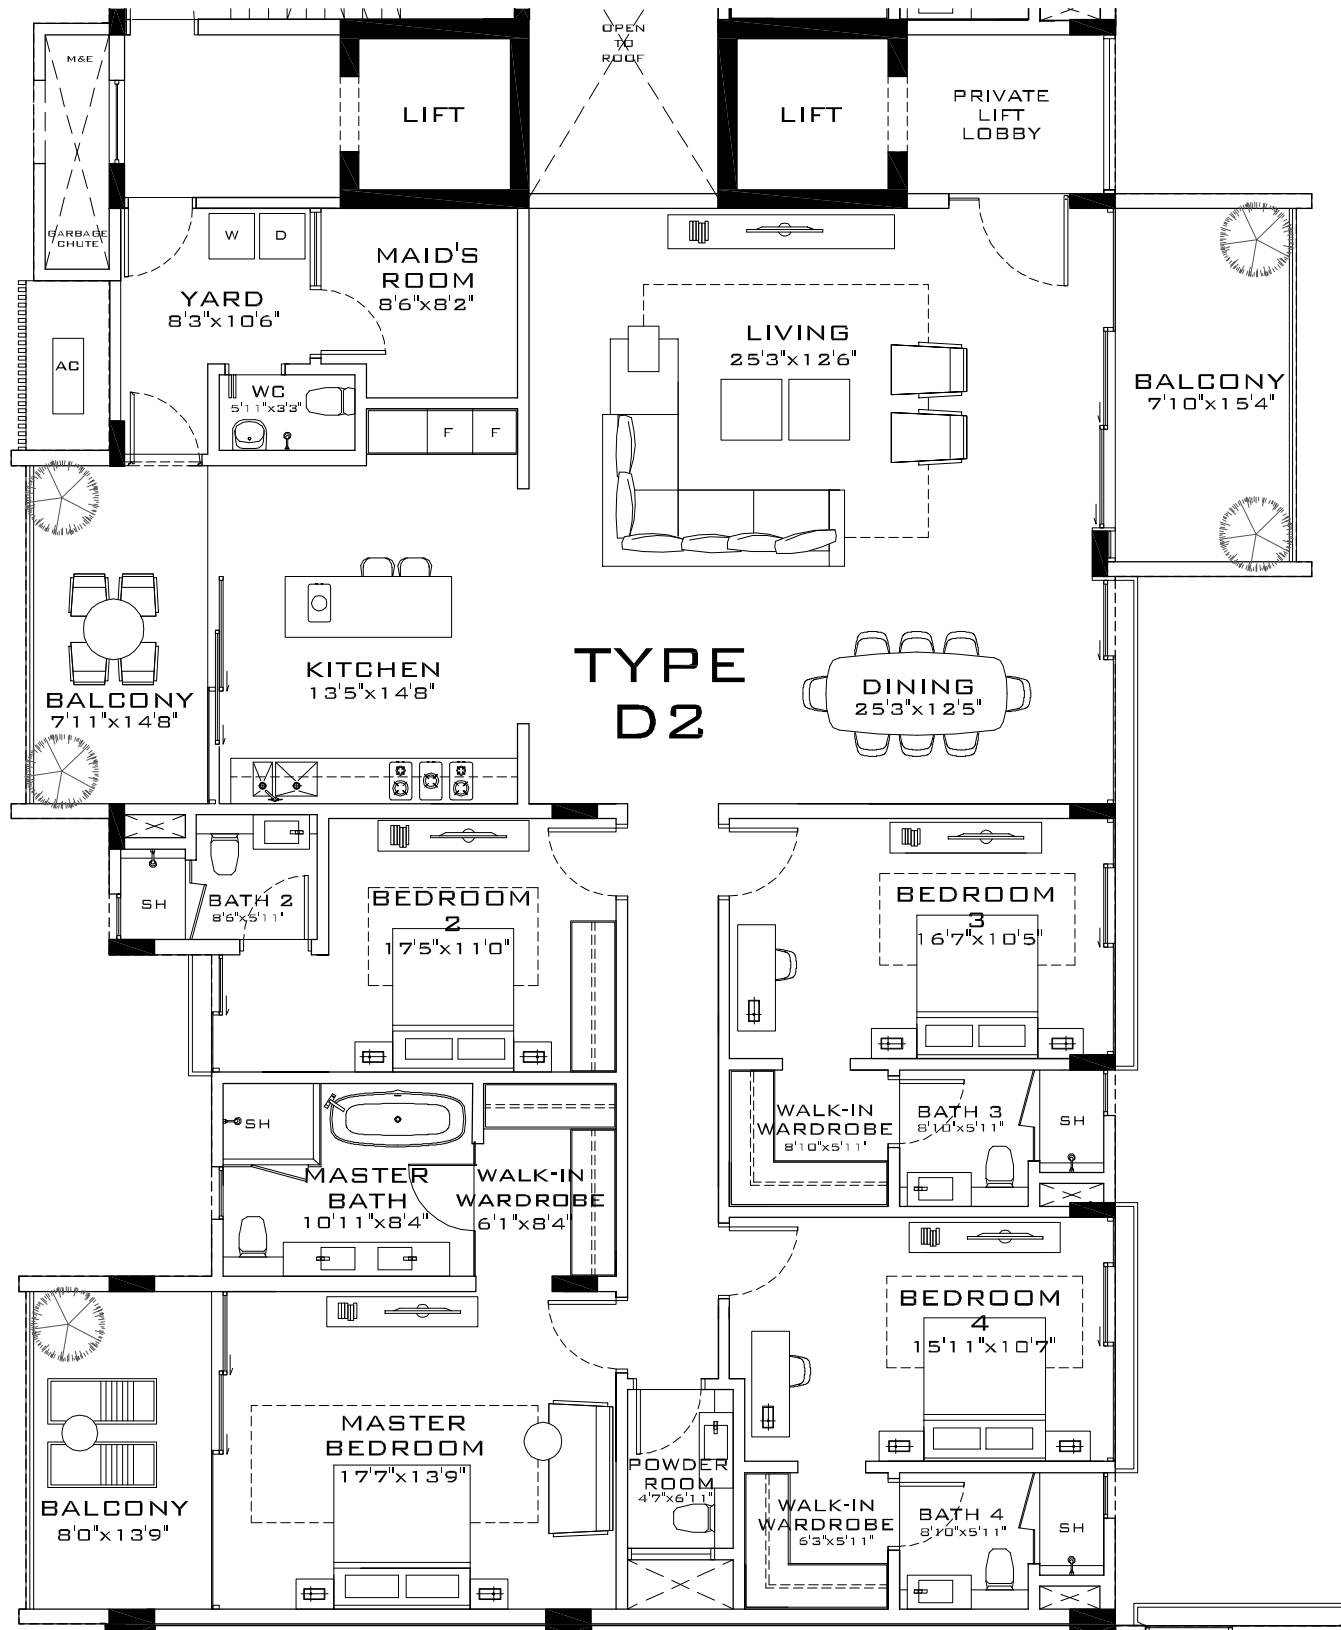 M&E
OPEN
TO
ROOF
LIFT
LIFT
PRIVATE
LIFT
LOBBY
GARBAGE
CHUTE
W
D
MAID'S
ROOM
8'6"x8'2"
YARD
8'3"x10'6"
LIVING
25'3"x12'6"
AC
WC
5'11"x3'3"
BALCONY
7'10"x15'4"
F
F
KITCHEN
13'5"x14'8"
TYPE
D2
DINING
25'3"x12'5"
BALCONY
7'11"x14'8"
SH
BATH 2
8'6"x5'11"
BEDROOM
2
17'5"x11'0"
BEDROOM
3
16'7"x10'5"
SH
MASTER
BATH
10'11"x8'4"
WALK-IN
WARDROBE
6'1"x8'4"
WALK-IN
WARDROBE
8'10"x5'11"
BATH 3
8'10"x5'11"
SH
BEDROOM
4
15'11"x10'7"
MASTER
BEDROOM
17'7"x13'9"
BALCONY
8'0"x13'9"
POWDER
ROOM
4'7"x6'11"
WALK-IN
WARDROBE
6'3"x5'11"
BATH 4
8'10"x5'11"
SH